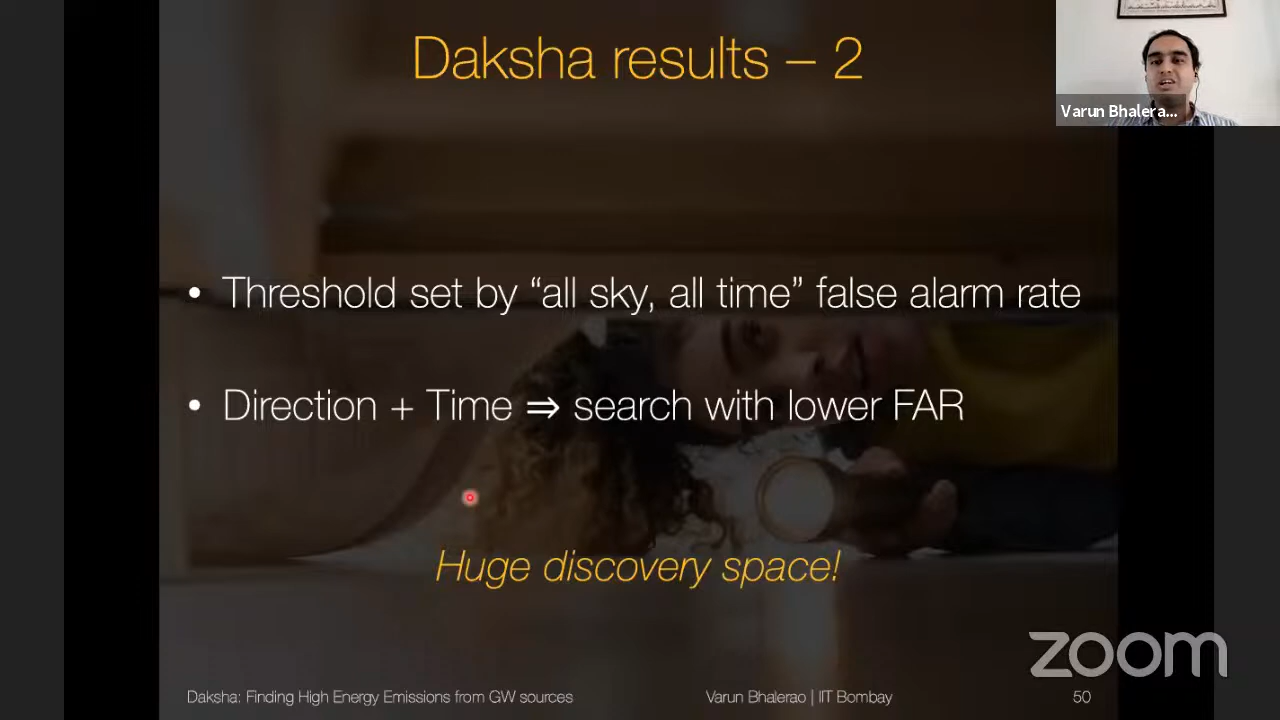 Daksha results – 2
Varun Bhalera...
• Threshold set by “all sky, all time” false alarm rate
• Direction + Time ⇒ search with lower FAR
Huge discovery space!
zoom
Daksha: Finding High Energy Emissions from GW sources
Varun Bhalerao | IIT Bombay
50